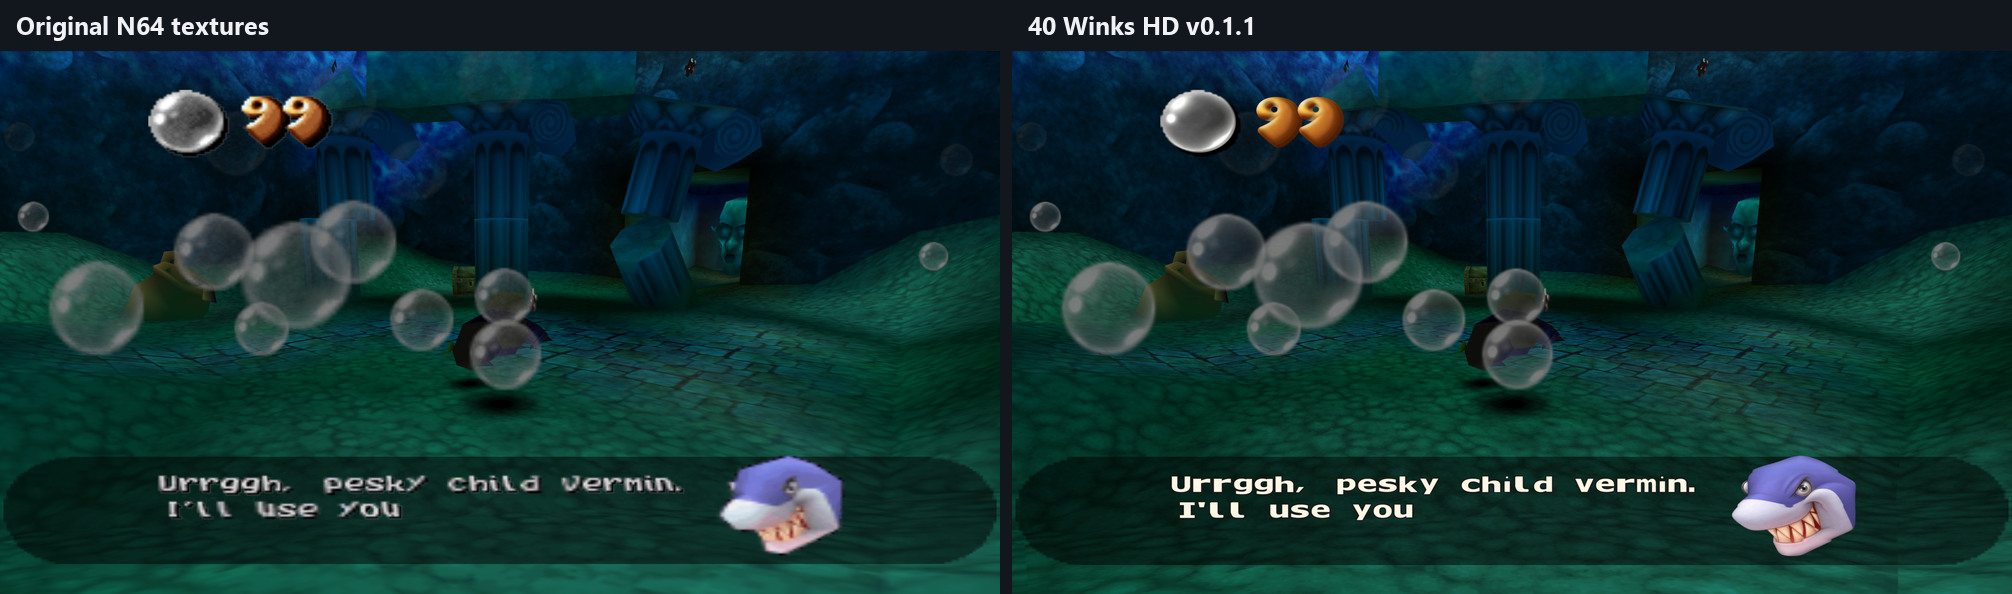 Original N64 textures
99
Urrggh, pesky child vermin.
I'll use you
40 Winks HD v0.1.1
99
Urrggh, pesky child vermin.
I'll use you